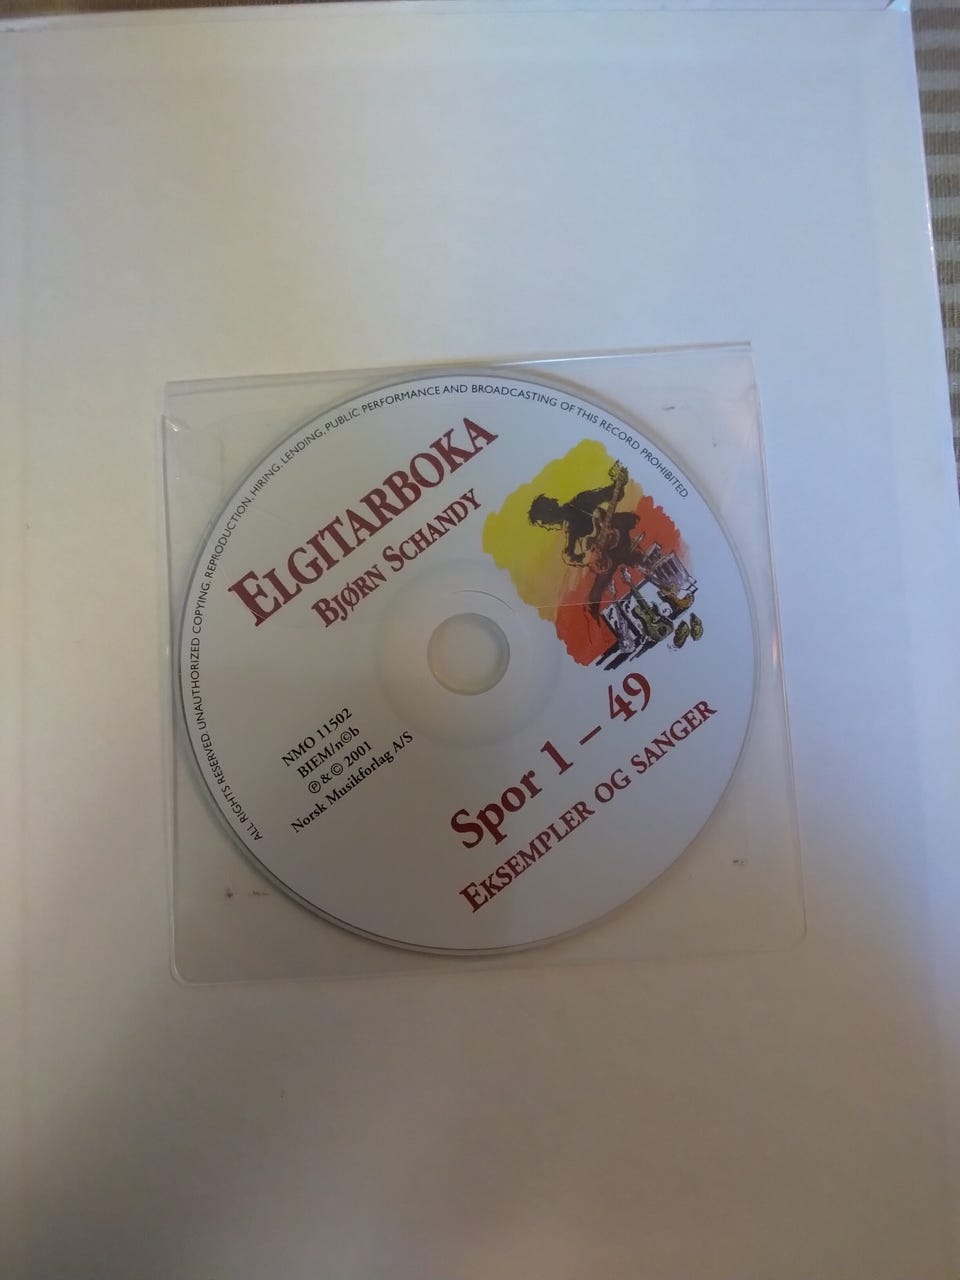 ALL RIGHTS RESERVED. UNAUTHORIZED COPYING, REPRODUCTION, HIRING, LENDING, PUBLIC PERFORMANCE AND BROADCASTING OF THIS RECORD PROHIBITED
ELGITARBOKA
BJØRN SCHANDY
NMO 11502
BIEM/n©b
℗ & © 2001
Norsk Musikforlag A/S
Spor 1 – 49
EKSEMPLER OG SANGER